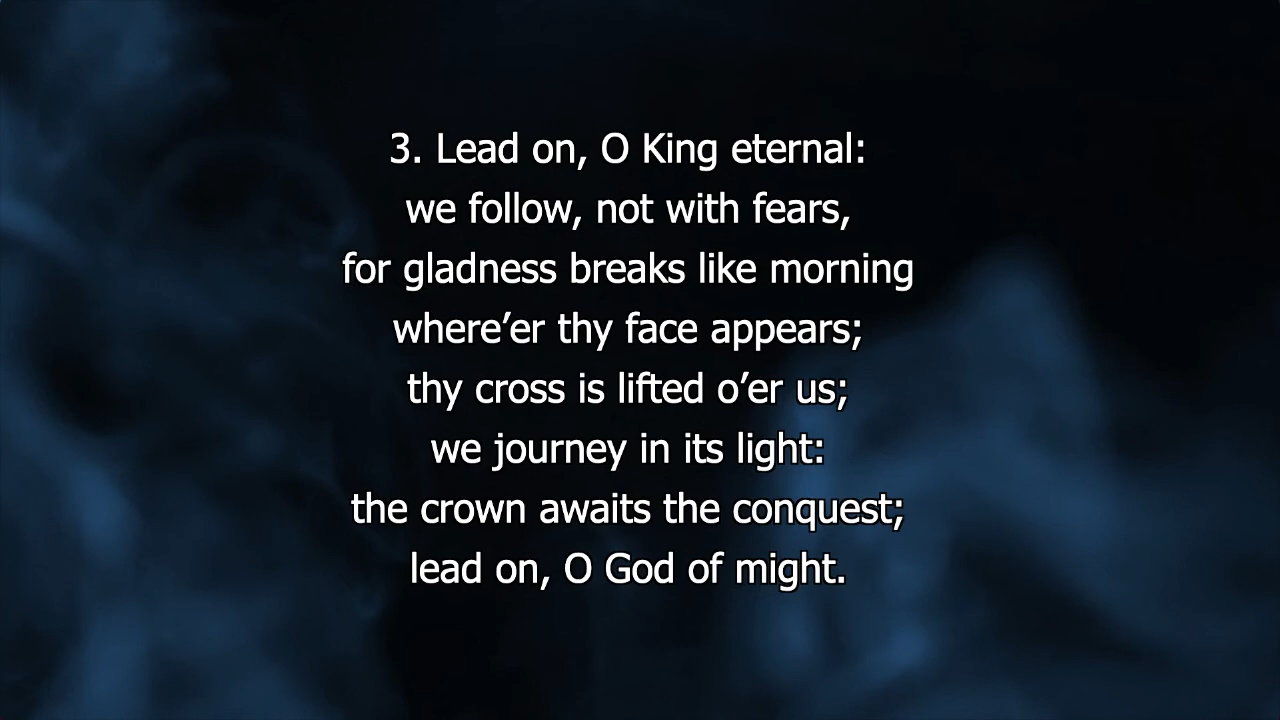 3. Lead on, O King eternal:
we follow, not with fears,
for gladness breaks like morning
where’er thy face appears;
thy cross is lifted o’er us;
we journey in its light:
the crown awaits the conquest;
lead on, O God of might.